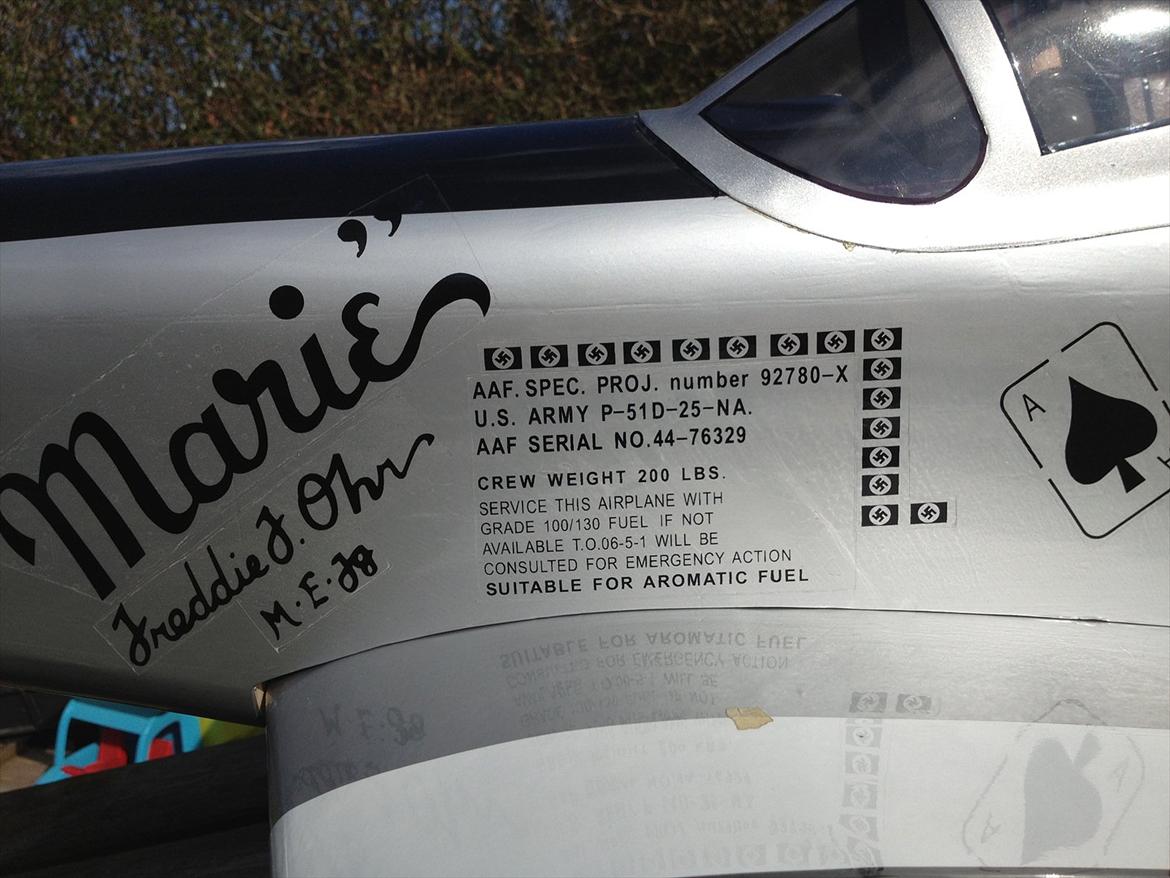 Marie”
Freddie F. Ohr
M.E. F8
AAF. SPEC. PROJ. number 92780-X
U.S. ARMY P-51D-25-NA.
AAF SERIAL NO.44-76329
CREW WEIGHT 200 LBS.
SERVICE THIS AIRPLANE WITH
GRADE 100/130 FUEL IF NOT
AVAILABLE T.O.06-5-1 WILL BE
CONSULTED FOR EMERGENCY ACTION
SUITABLE FOR AROMATIC FUEL
A
A